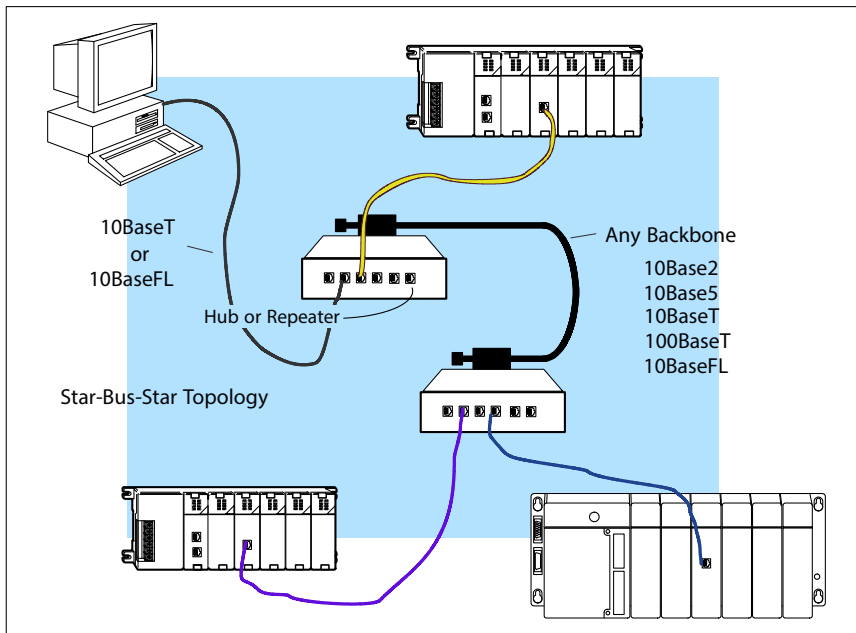 10BaseT
or
10BaseFL
Any Backbone
10Base2
10Base5
10BaseT
100BaseT
10BaseFL
Hub or Repeater
Star-Bus-Star Topology